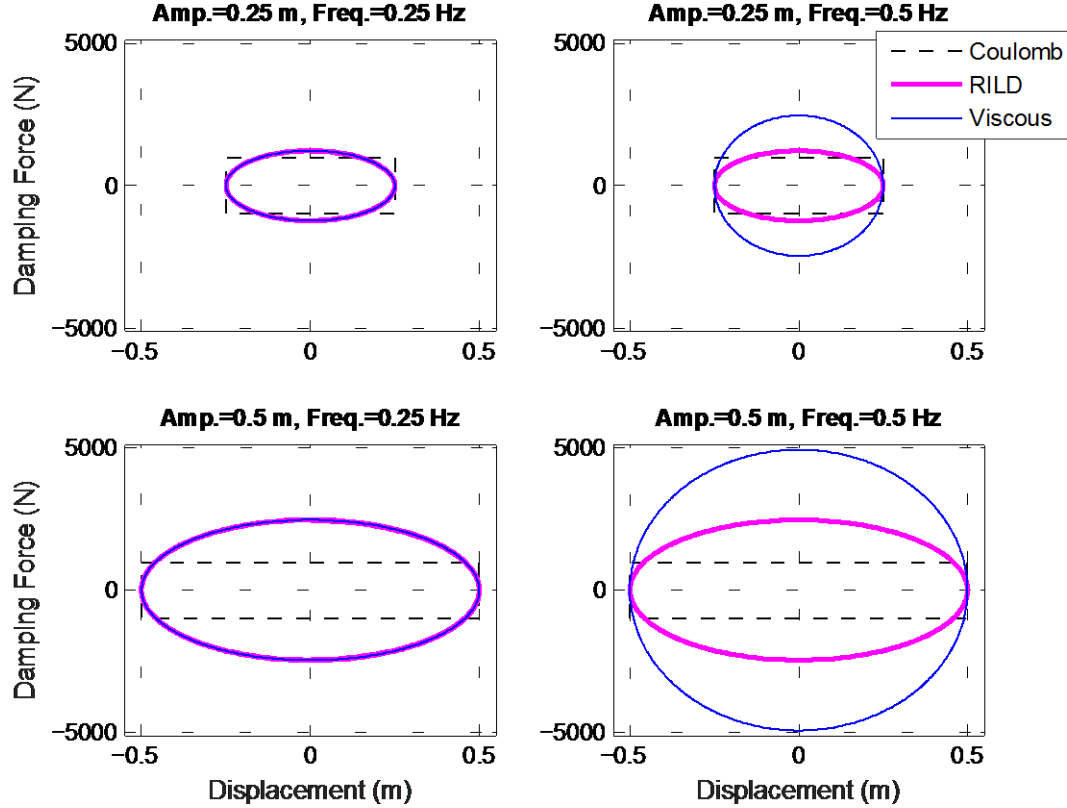 Amp.=0.25 m, Freq.=0.25 Hz
Amp.=0.25 m, Freq.=0.5 Hz
Coulomb
RILD
Viscous
Damping Force (N)
5000
0
−5000
−0.5
0
0.5
5000
0
−5000
−0.5
0
0.5
Amp.=0.5 m, Freq.=0.25 Hz
Amp.=0.5 m, Freq.=0.5 Hz
Damping Force (N)
5000
0
−5000
−0.5
0
0.5
Displacement (m)
5000
0
−5000
−0.5
0
0.5
Displacement (m)